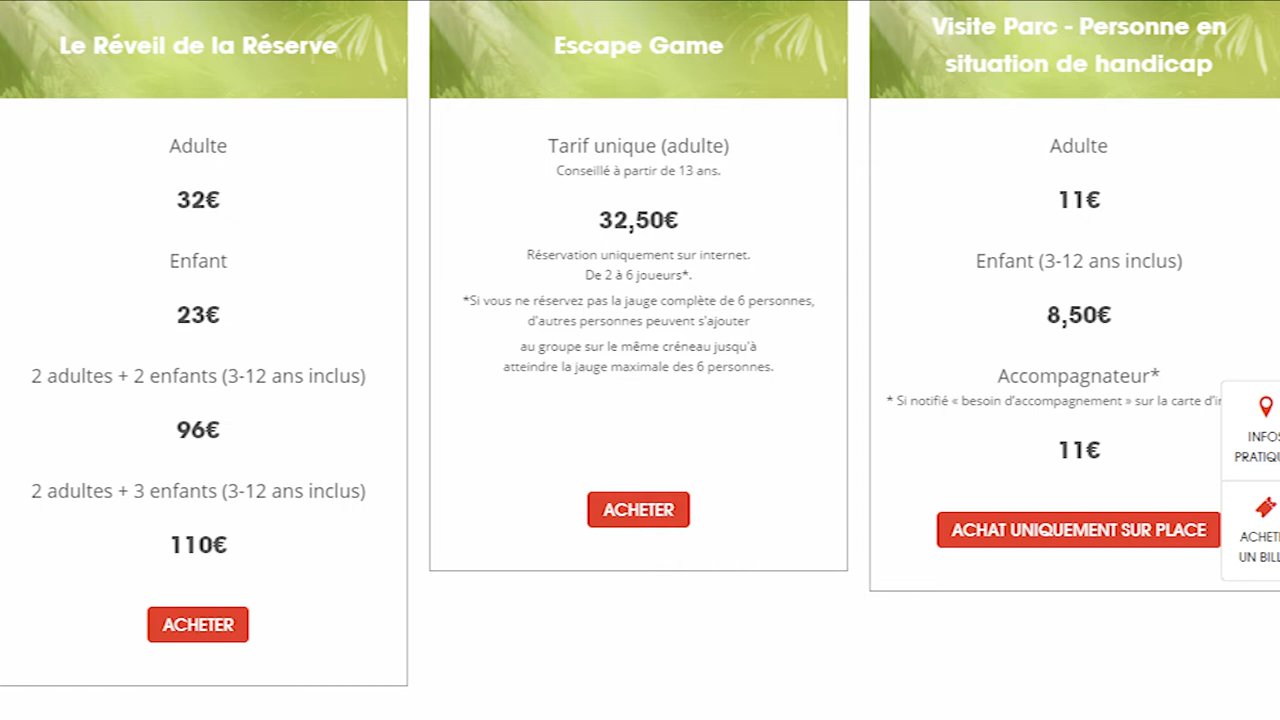 Le Réveil de la Réserve
Adulte
32€
Enfant
23€
2 adultes + 2 enfants (3-12 ans inclus)
96€
2 adultes + 3 enfants (3-12 ans inclus)
110€
ACHETER
Escape Game
Tarif unique (adulte)
Conseillé à partir de 13 ans.
32,50€
Réservation uniquement sur internet.
De 2 à 6 joueurs*.
*Si vous ne réservez pas la jauge complète de 6 personnes,
d'autres personnes peuvent s'ajouter
au groupe sur le même créneau jusqu'à
atteindre la jauge maximale des 6 personnes.
ACHETER
Visite Parc - Personne en
situation de handicap
Adulte
11€
Enfant (3-12 ans inclus)
8,50€
Accompagnateur*
* Si notifié « besoin d'accompagnement » sur la carte
11€
ACHAT UNIQUEMENT SUR PLACE
INFOS
UN